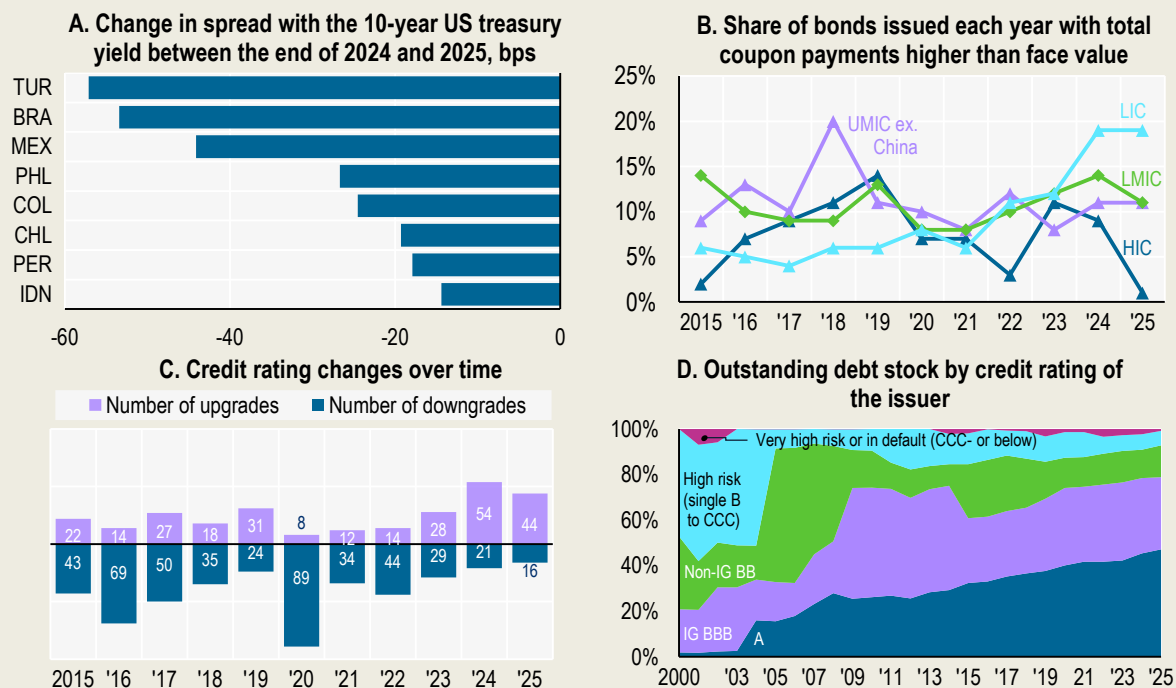 A. Change in spread with the 10-year US treasury
yield between the end of 2024 and 2025, bps
TUR
BRA
MEX
PHL
COL
CHL
PER
IDN
-60 -40 -20 0
B. Share of bonds issued each year with total
coupon payments higher than face value
25%
20%
15%
10%
5%
0%
UMIC ex.
China
LIC
LMIC
HIC
2015 '16 '17 '18 '19 '20 '21 '22 '23 '24 '25
C. Credit rating changes over time
Number of upgrades Number of downgrades
22 14 27 18 31 8 12 14 28 54 44
43 69 50 35 24 89 34 44 29 21 16
2015 '16 '17 '18 '19 '20 '21 '22 '23 '24 '25
D. Outstanding debt stock by credit rating of
the issuer
100%
80%
60%
40%
20%
0%
Very high risk or in default (CCC- or below)
High risk
(single B
to CCC)
Non-IG BB
IG BBB
A
2000 '03 '05 '07 '09 '11 '13 '15 '17 '19 '21 '23 '25